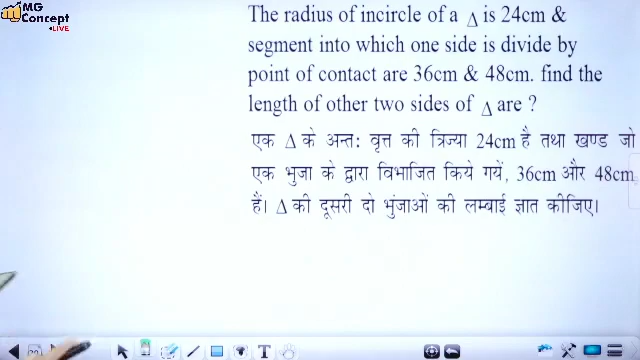 MG
Concept
LIVE
The radius of incircle of a Δ is 24cm &
segment into which one side is divide by
point of contact are 36cm & 48cm. find the
length of other two sides of Δ are ?
एक Δ के अन्तः वृत्त की त्रिज्या 24cm है तथा खण्ड जो
एक भुजा के द्वारा विभाजित किये गयें, 36cm और 48cm
हैं। Δ की दूसरी दो भुंजाओं की लम्बाई ज्ञात कीजिए।